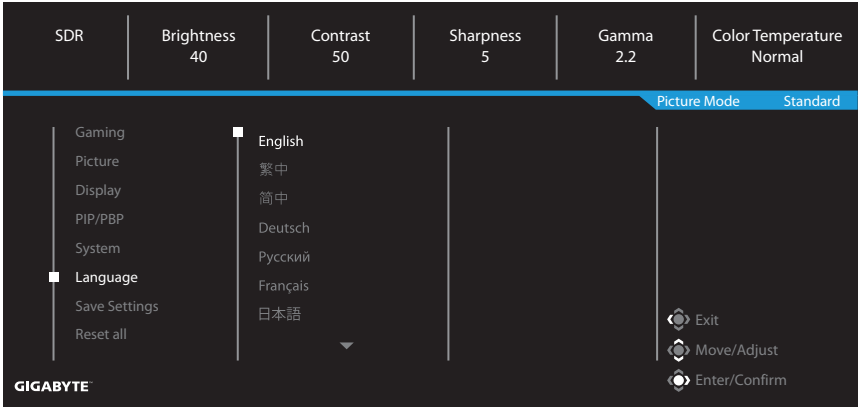 SDR
Brightness
40
Contrast
50
Sharpness
5
Gamma
2.2
Color Temperature
Normal
Picture Mode Standard
Gaming
Picture
Display
PIP/PBP
System
Language
Save Settings
Reset all
English
繁中
简中
Deutsch
Русский
Français
日本語
Exit
Move/Adjust
Enter/Confirm
GIGABYTE™